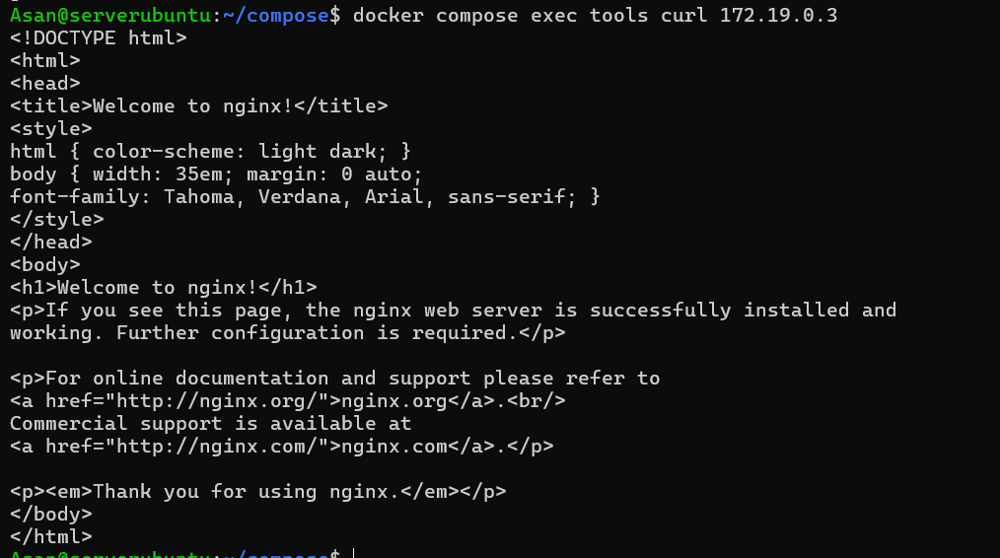 Asan@serverubuntu:~/compose$ docker compose exec tools curl 172.19.0.3
<!DOCTYPE html>
<html>
<head>
<title>Welcome to nginx!</title>
<style>
html { color-scheme: light dark; }
body { width: 35em; margin: 0 auto;
font-family: Tahoma, Verdana, Arial, sans-serif; }
</style>
</head>
<body>
<h1>Welcome to nginx!</h1>
<p>If you see this page, the nginx web server is successfully installed and
working. Further configuration is required.</p>

<p>For online documentation and support please refer to
<a href="http://nginx.org/">nginx.org</a>.<br/>
Commercial support is available at
<a href="http://nginx.com/">nginx.com</a>.</p>

<p><em>Thank you for using nginx.</em></p>
</body>
</html>
Asan@serverubuntu:~/compose$